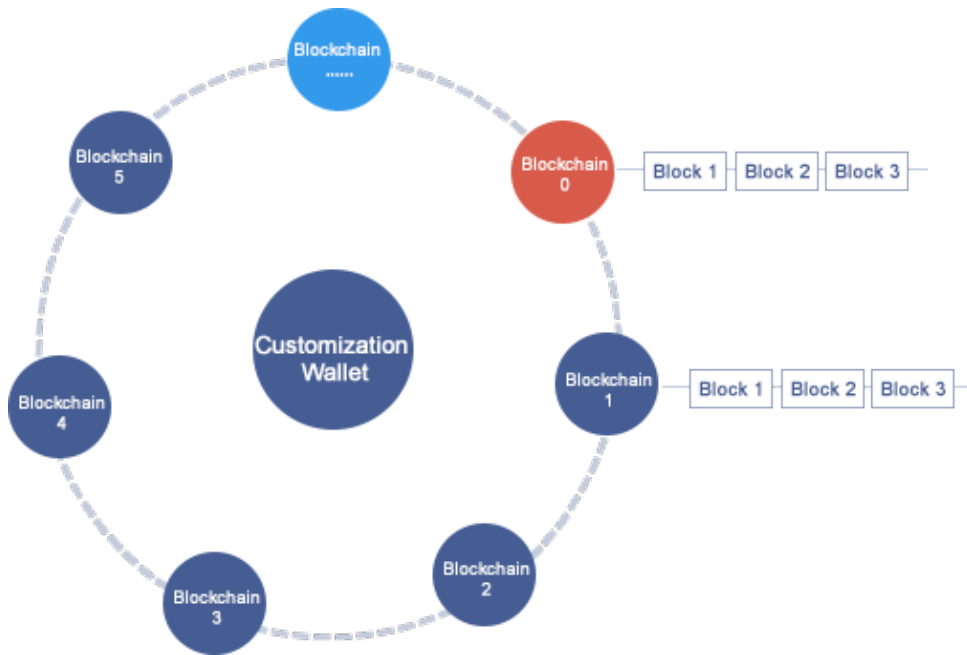 Blockchain
......
Blockchain
5
Blockchain
0
Block 1
Block 2
Block 3
Customization
Wallet
Blockchain
1
Block 1
Block 2
Block 3
Blockchain
4
Blockchain
2
Blockchain
3